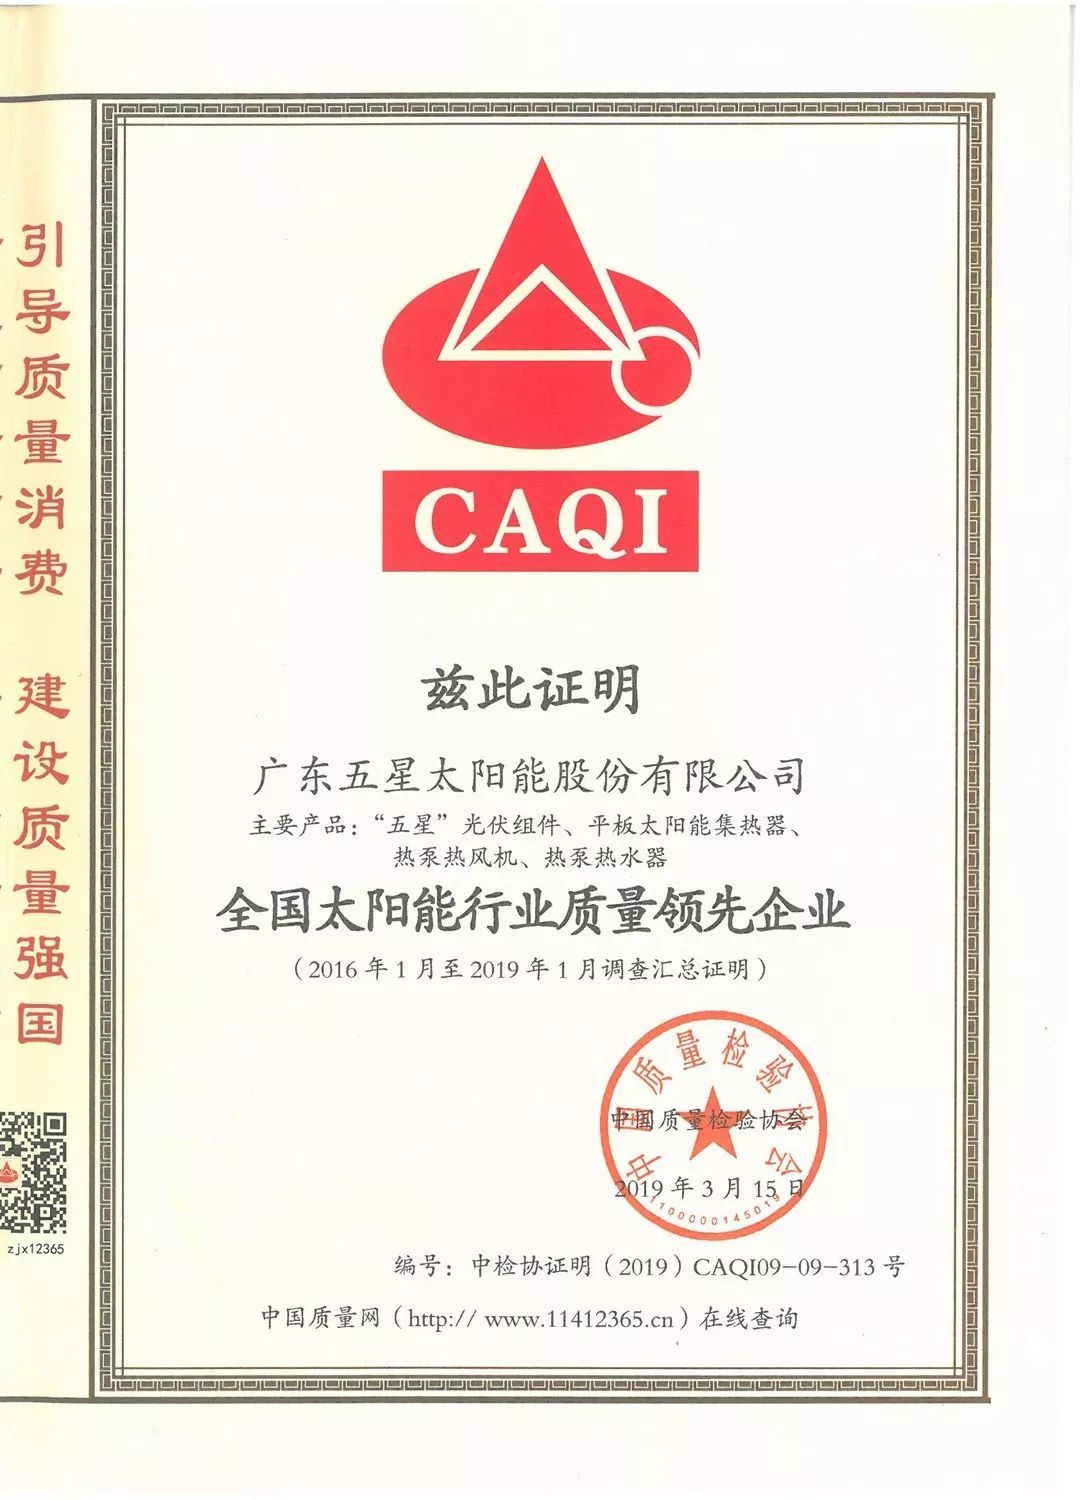 引导质量消费 建设质量强国
zjx12365
CAQI
兹此证明
广东五星太阳能股份有限公司
主要产品：“五星”光伏组件、平板太阳能集热器、
热泵热风机、热泵热水器
全国太阳能行业质量领先企业
（2016年1月至2019年1月调查汇总证明）
中国质量检验协会
中国质量检验协会
2019年3月15日
1100000145019
编号：中检协证明（2019）CAQI09-09-313号
中国质量网（http:// www.11412365.cn）在线查询